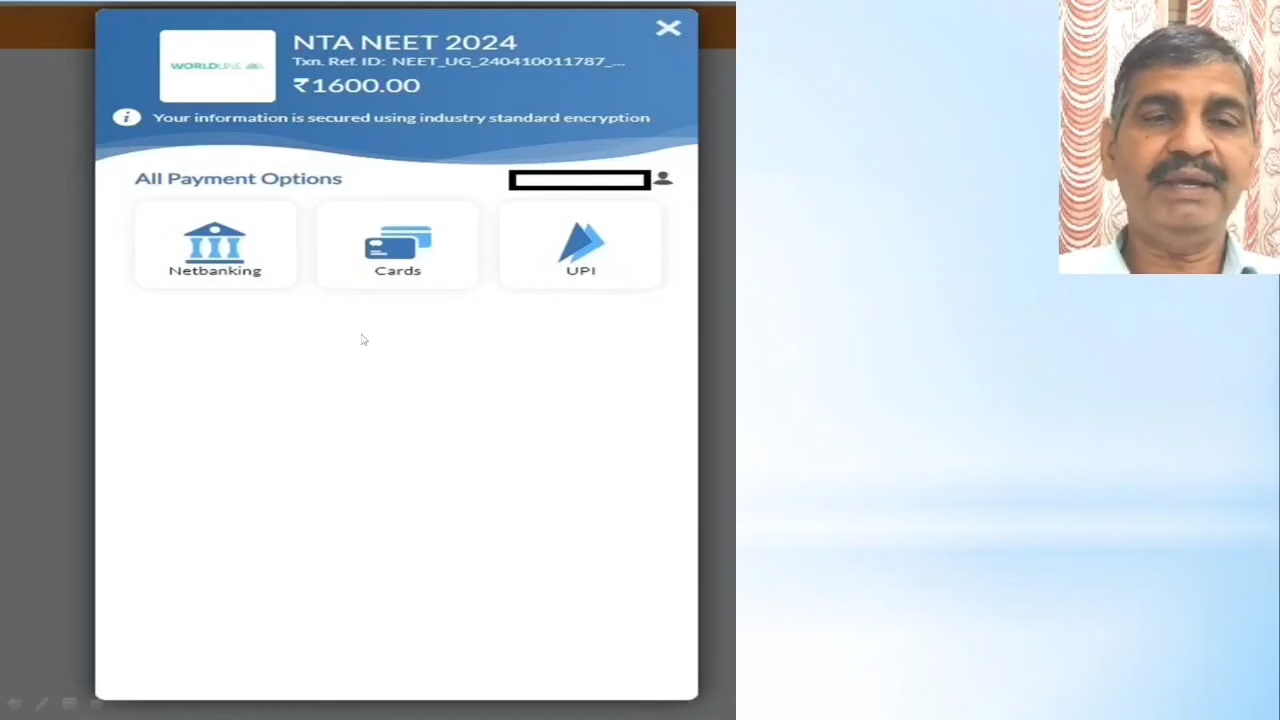 WORLDLINE
NTA NEET 2024
Txn. Ref. ID: NEET_UG_240410011787_...
₹1600.00
Your information is secured using industry standard encryption
All Payment Options
Netbanking
Cards
UPI